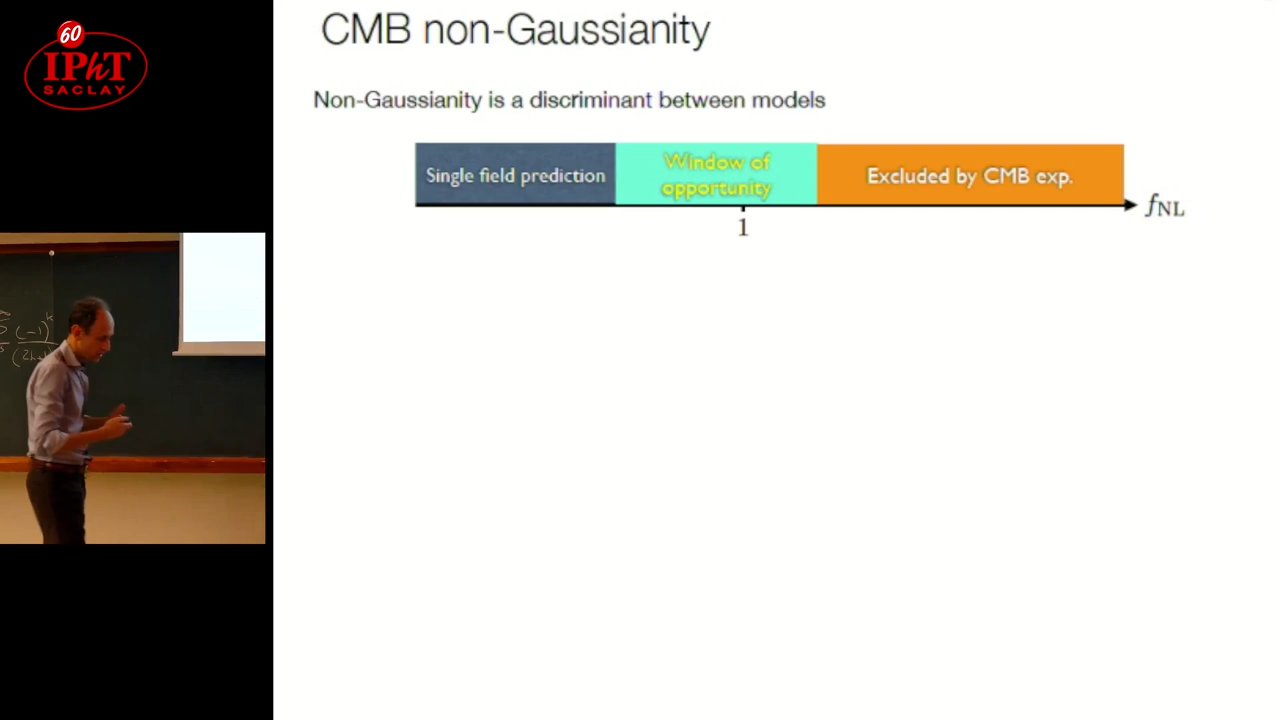 60
IPhT
SACLAY
CMB non-Gaussianity
Non-Gaussianity is a discriminant between models
Single field prediction
Window of
opportunity
Excluded by CMB exp.
1
fNL
(-1)^k